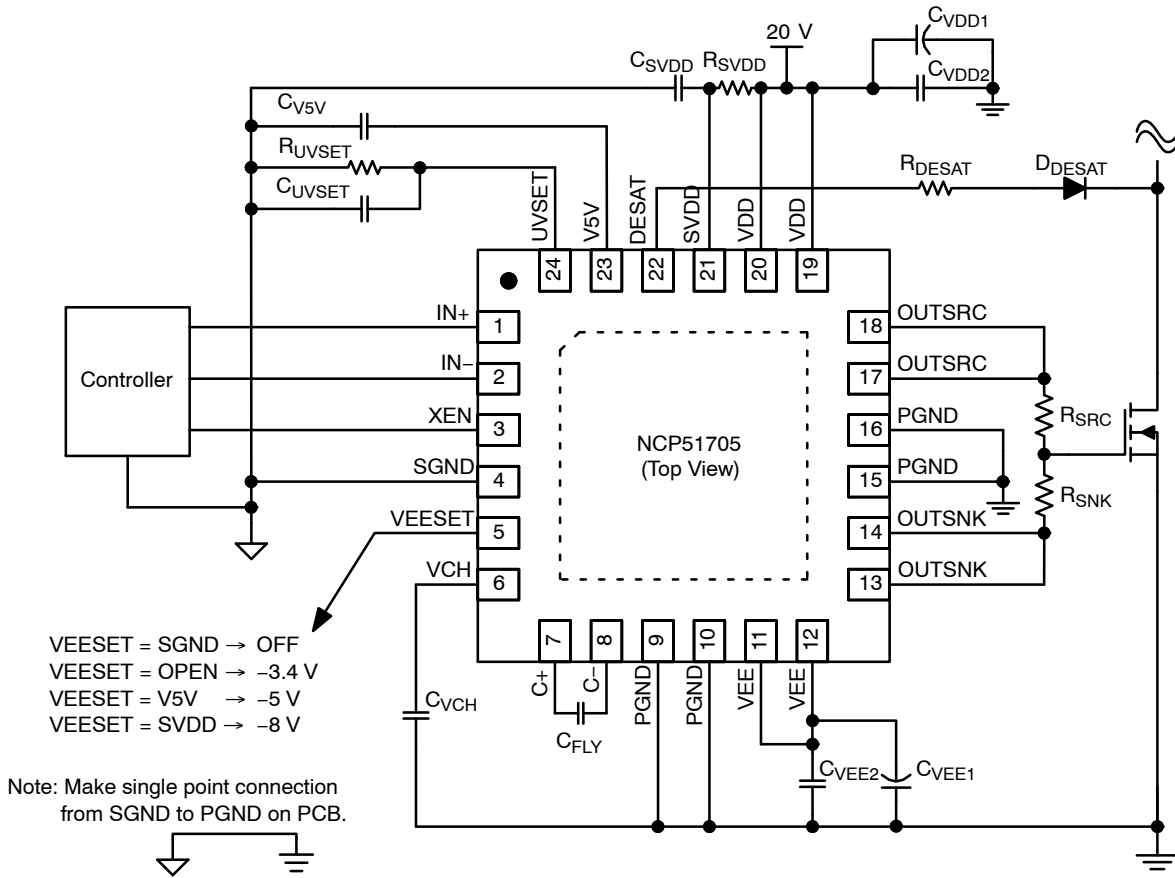 20 V
CVDD1
CSVDD
RSVDD
CVDD2
CV5V
RUVSET
CUVSET
RDESAT
DDESAT
UVSET
V5V
DESAT
SVDD
VDD
VDD
24
23
22
21
20
19
Controller
IN+
1
IN−
2
XEN
3
SGND
4
VEESET
5
VCH
6
NCP51705
(Top View)
18
OUTSRC
17
OUTSRC
16
PGND
15
PGND
14
OUTSNK
13
OUTSNK
RSRC
RSNK
7
8
9
10
11
12
C+
C−
PGND
PGND
VEE
VEE
CFLY
CVCH
CVEE2
CVEE1
VEESET = SGND → OFF
VEESET = OPEN → −3.4 V
VEESET = V5V → −5 V
VEESET = SVDD → −8 V
Note: Make single point connection
from SGND to PGND on PCB.